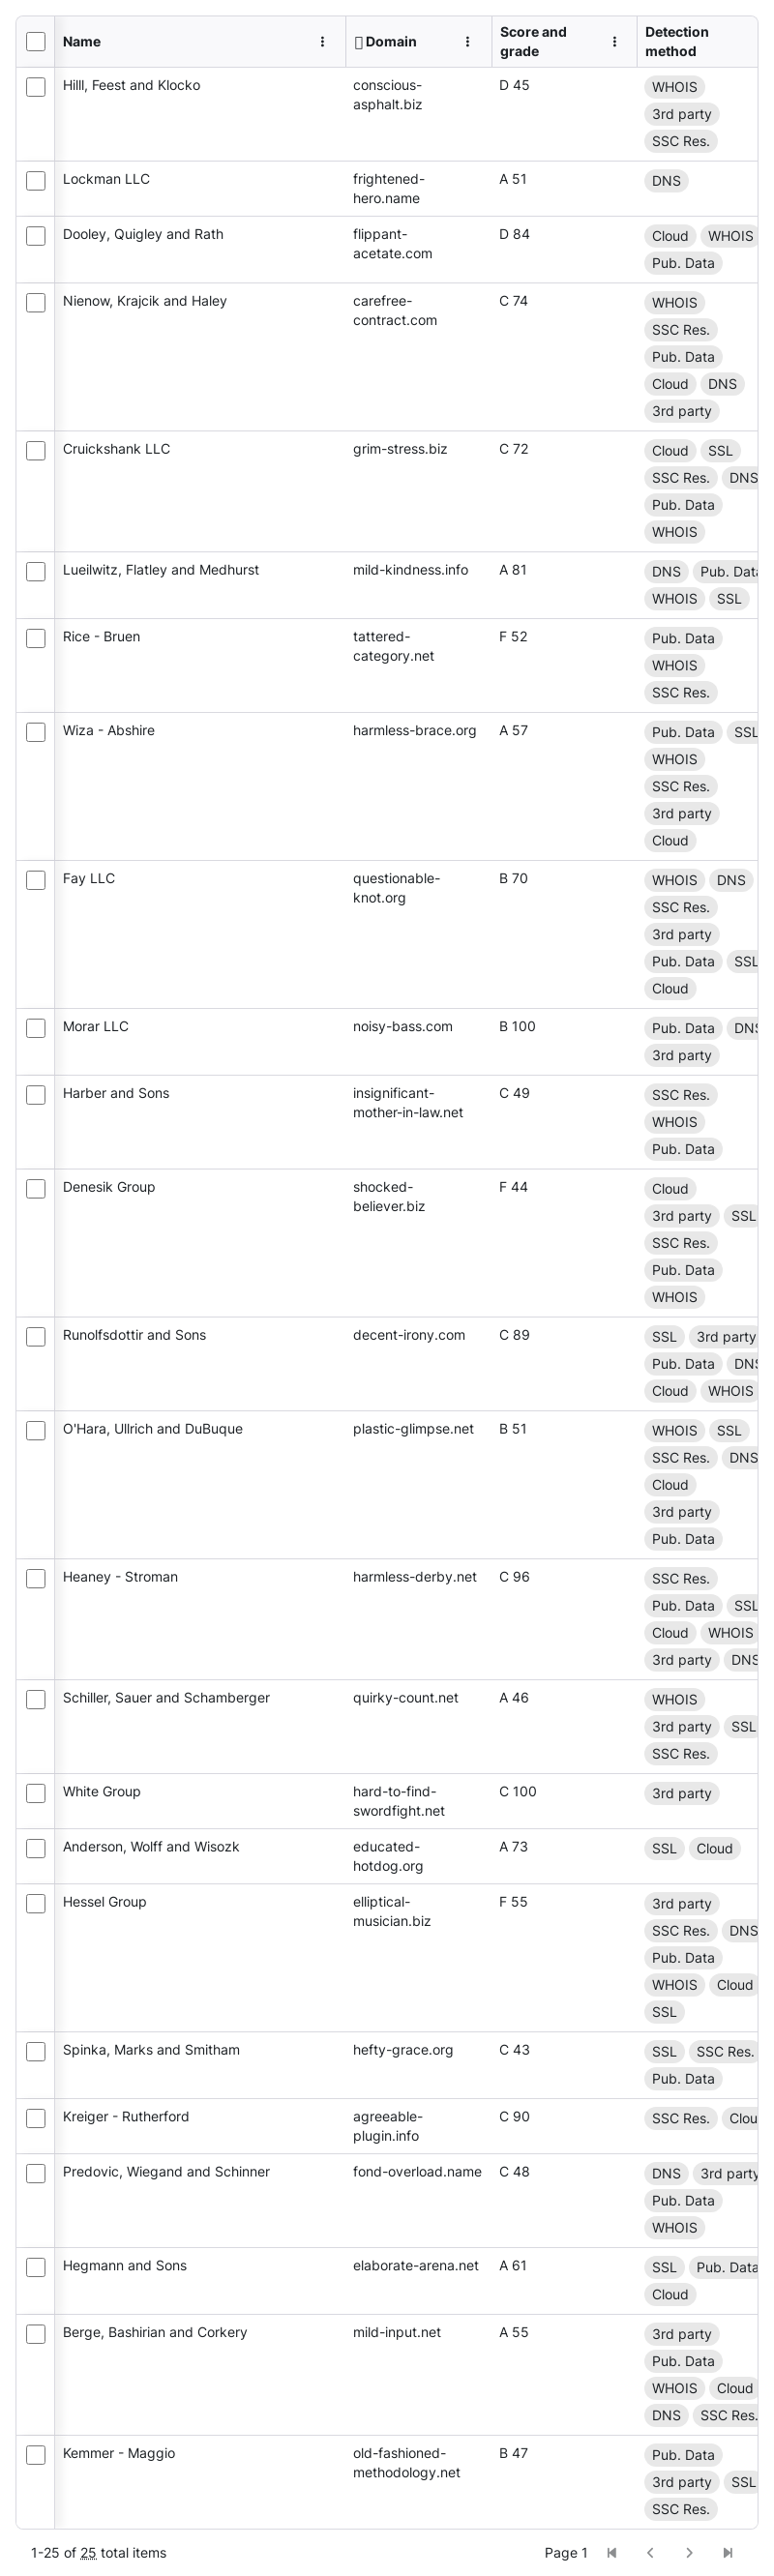 Name Domain Score and grade Detection method
Hilll, Feest and Klocko conscious-asphalt.biz D 45 WHOIS
3rd party
SSC Res.
Lockman LLC frightened-hero.name A 51 DNS
Dooley, Quigley and Rath flippant-acetate.com D 84 Cloud WHOIS
Pub. Data
Nienow, Krajcik and Haley carefree-contract.com C 74 WHOIS
SSC Res.
Pub. Data
Cloud DNS
3rd party
Cruickshank LLC grim-stress.biz C 72 Cloud SSL
SSC Res. DNS
Pub. Data
WHOIS
Lueilwitz, Flatley and Medhurst mild-kindness.info A 81 DNS Pub. Data
WHOIS SSL
Rice - Bruen tattered-category.net F 52 Pub. Data
WHOIS
SSC Res.
Wiza - Abshire harmless-brace.org A 57 Pub. Data SSL
WHOIS
SSC Res.
3rd party
Cloud
Fay LLC questionable-knot.org B 70 WHOIS DNS
SSC Res.
3rd party
Pub. Data SSL
Cloud
Morar LLC noisy-bass.com B 100 Pub. Data DNS
3rd party
Harber and Sons insignificant-mother-in-law.net C 49 SSC Res.
WHOIS
Pub. Data
Denesik Group shocked-believer.biz F 44 Cloud
3rd party SSL
SSC Res.
Pub. Data
WHOIS
Runolfsdottir and Sons decent-irony.com C 89 SSL 3rd party
Pub. Data DNS
Cloud WHOIS
O'Hara, Ullrich and DuBuque plastic-glimpse.net B 51 WHOIS SSL
SSC Res. DNS
Cloud
3rd party
Pub. Data
Heaney - Stroman harmless-derby.net C 96 SSC Res.
Pub. Data SSL
Cloud WHOIS
3rd party DNS
Schiller, Sauer and Schamberger quirky-count.net A 46 WHOIS
3rd party SSL
SSC Res.
White Group hard-to-find-swordfight.net C 100 3rd party
Anderson, Wolff and Wisozk educated-hotdog.org A 73 SSL Cloud
Hessel Group elliptical-musician.biz F 55 3rd party
SSC Res. DNS
Pub. Data
WHOIS Cloud
SSL
Spinka, Marks and Smitham hefty-grace.org C 43 SSL SSC Res.
Pub. Data
Kreiger - Rutherford agreeable-plugin.info C 90 SSC Res. Cloud
Predovic, Wiegand and Schinner fond-overload.name C 48 DNS 3rd party
Pub. Data
WHOIS
Hegmann and Sons elaborate-arena.net A 61 SSL Pub. Data
Cloud
Berge, Bashirian and Corkery mild-input.net A 55 3rd party
Pub. Data
WHOIS Cloud
DNS SSC Res.
Kemmer - Maggio old-fashioned-methodology.net B 47 Pub. Data
3rd party SSL
SSC Res.
1-25 of 25 total items Page 1